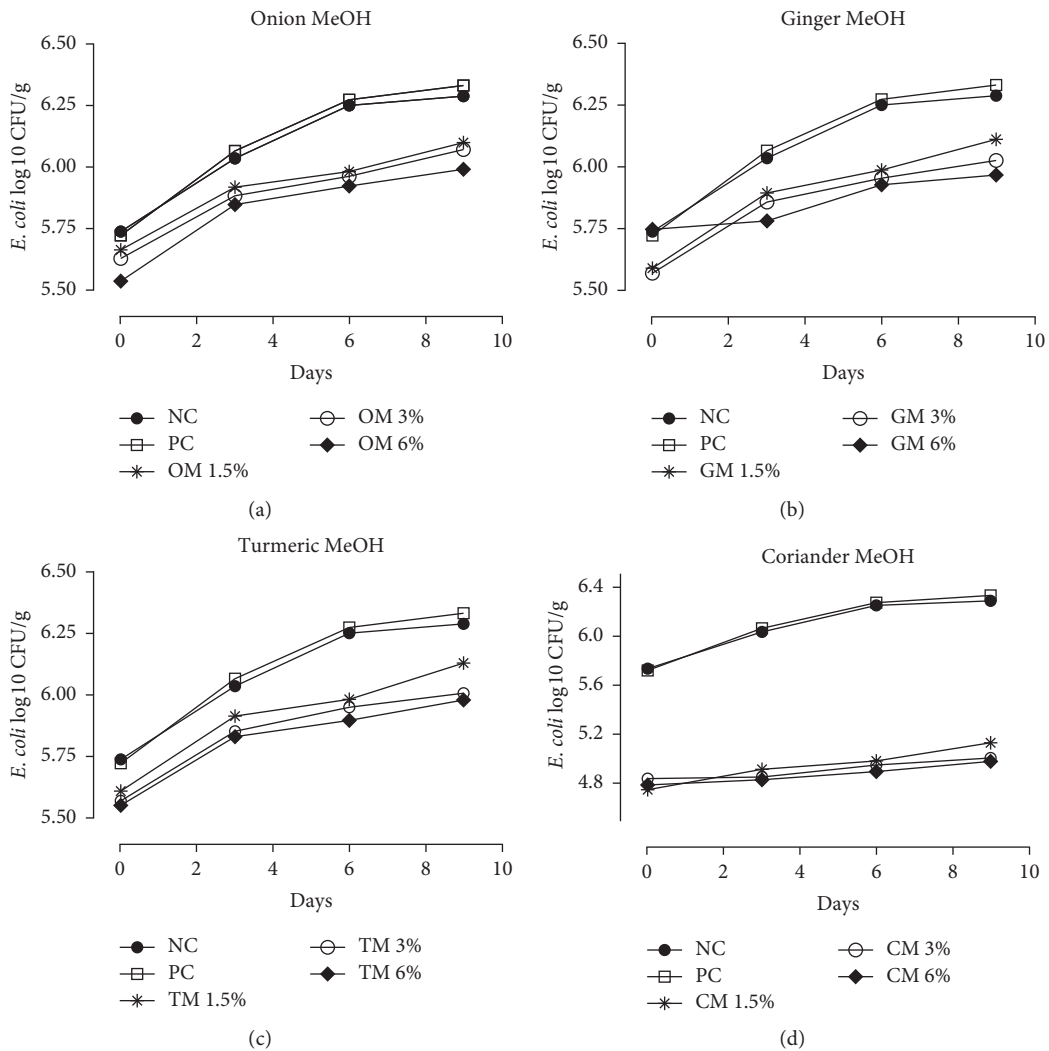 Onion MeOH
6.50
6.25
6.00
5.75
5.50
E. coli log10 CFU/g
0 2 4 6 8 10
Days
NC OM 3%
PC OM 6%
OM 1.5%
(a)
Ginger MeOH
6.50
6.25
6.00
5.75
5.50
E. coli log10 CFU/g
0 2 4 6 8 10
Days
NC GM 3%
PC GM 6%
GM 1.5%
(b)
Turmeric MeOH
6.50
6.25
6.00
5.75
5.50
E. coli log10 CFU/g
0 2 4 6 8 10
Days
NC TM 3%
PC TM 6%
TM 1.5%
(c)
Coriander MeOH
6.4
6.0
5.6
5.2
4.8
E. coli log10 CFU/g
0 2 4 6 8 10
Days
NC CM 3%
PC CM 6%
CM 1.5%
(d)